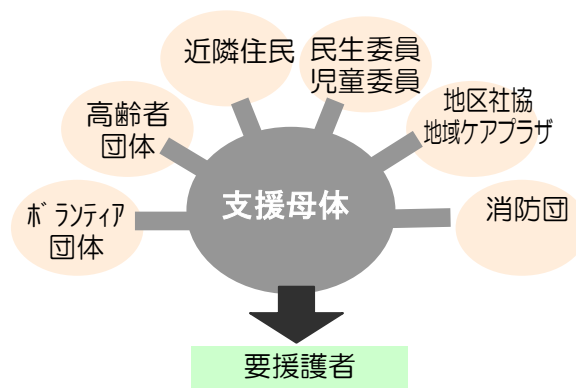 近隣住民
民生委員
児童委員
高齢者
団体
地区社協
地域ケアプラザ
ボランティア
団体
支援母体
消防団
要援護者